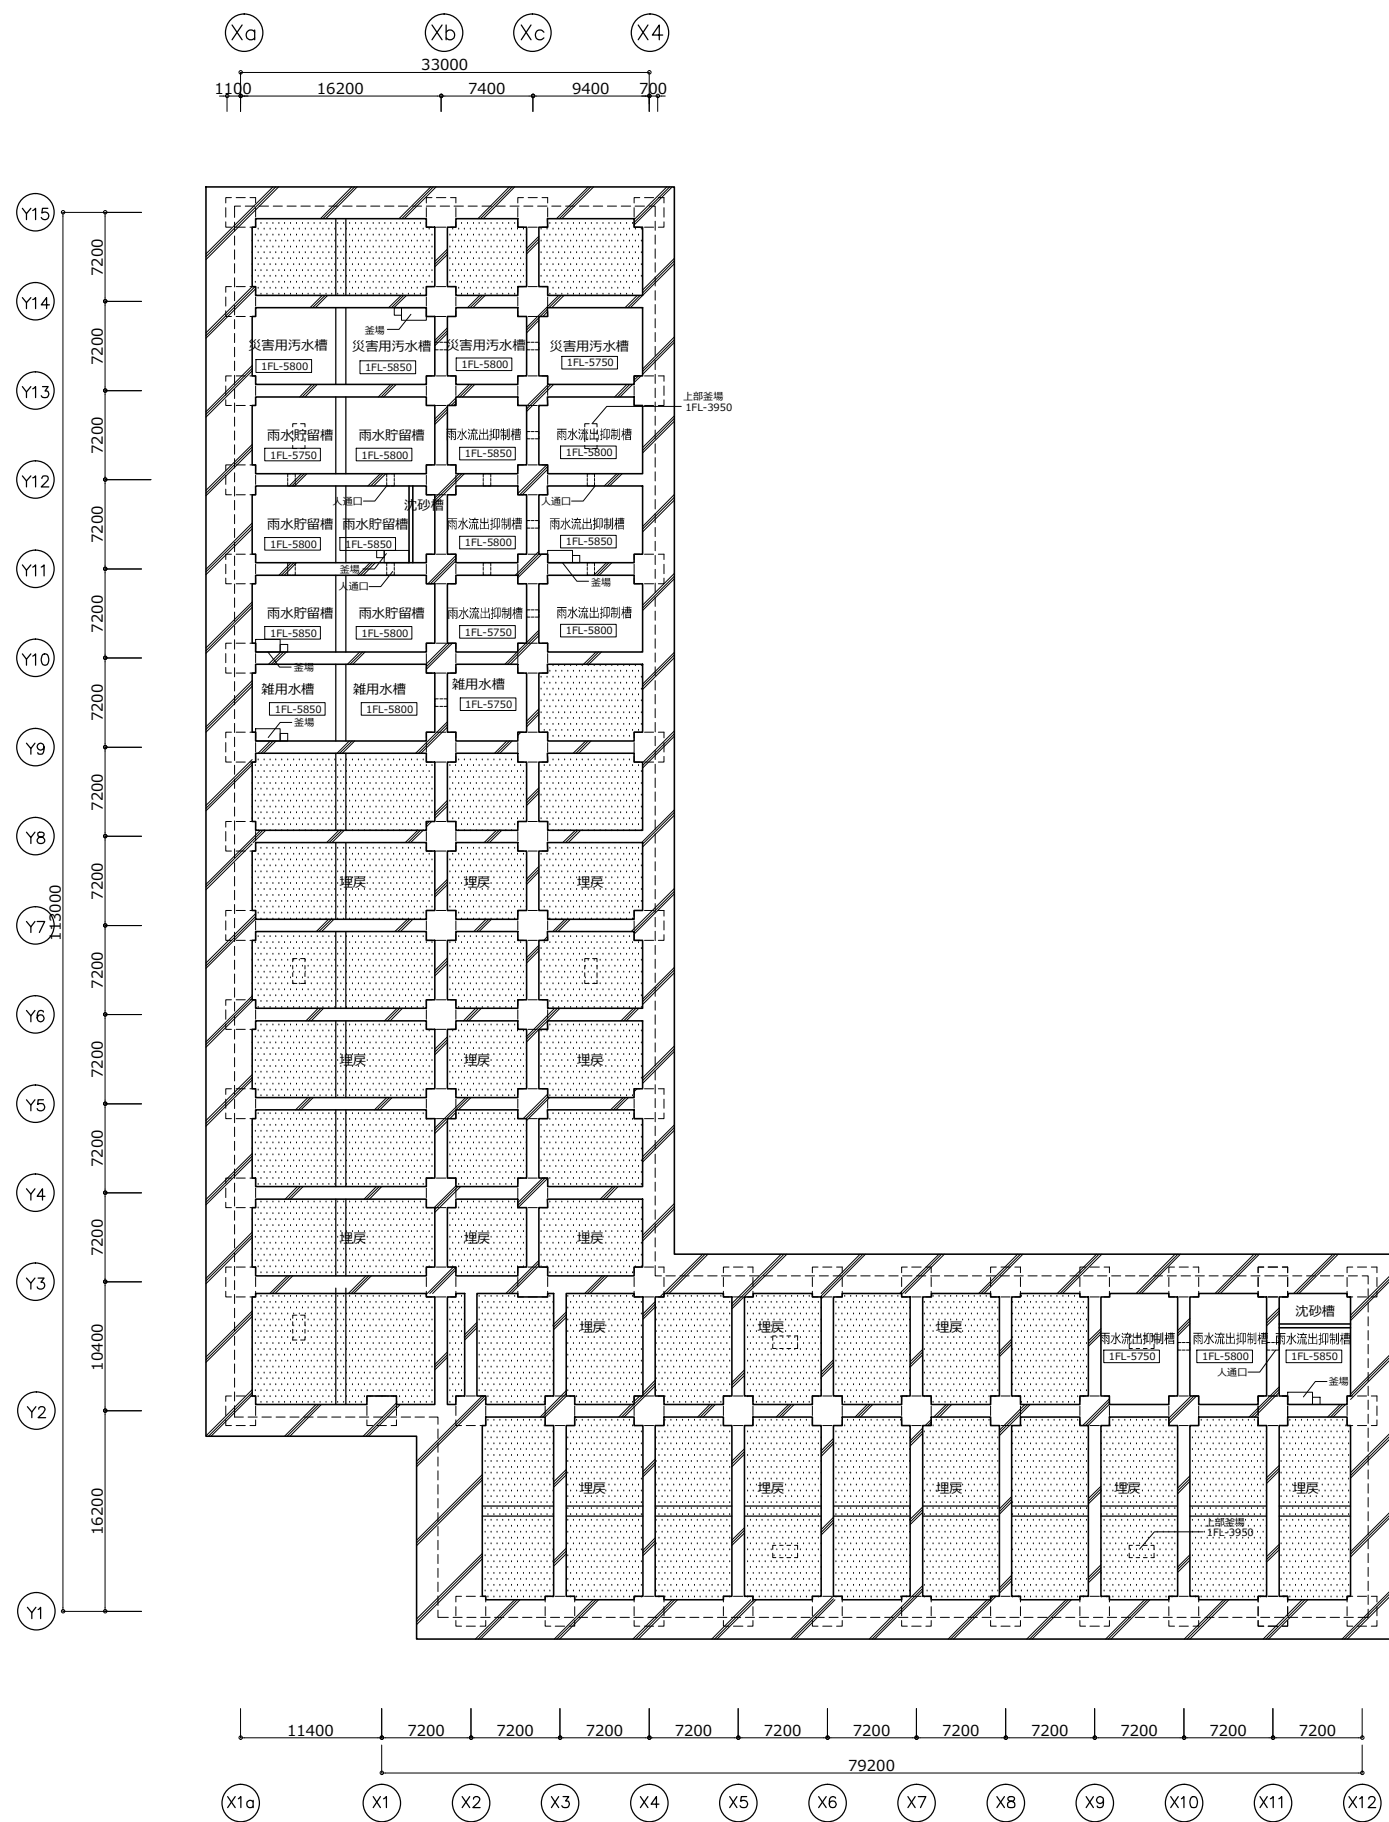 Xa Xb Xc X4
33000
1100 16200 7400 9400 700
Y15
7200
Y14
7200
釜場
災害用汚水槽 災害用汚水槽 災害用汚水槽 災害用汚水槽
1FL-5800 1FL-5850 1FL-5800 1FL-5750
Y13
上部釜場
1FL-3950
7200
雨水貯留槽 雨水貯留槽 雨水流出抑制槽 雨水流出抑制槽
1FL-5750 1FL-5800 1FL-5850 1FL-5800
Y12
人通口 沈砂槽 人通口
7200
雨水貯留槽 雨水貯留槽 雨水流出抑制槽 雨水流出抑制槽
1FL-5800 1FL-5850 1FL-5800 1FL-5850
Y11
釜場 釜場
人通口
7200
雨水貯留槽 雨水貯留槽 雨水流出抑制槽 雨水流出抑制槽
1FL-5850 1FL-5800 1FL-5750 1FL-5800
Y10
釜場
7200
雑用水槽 雑用水槽 雑用水槽
1FL-5850 1FL-5800 1FL-5750
釜場
Y9
7200
Y8
7200
埋戻 埋戻 埋戻
113000
Y7
7200
Y6
7200
埋戻 埋戻 埋戻
Y5
7200
Y4
7200
埋戻 埋戻 埋戻
Y3
10400
沈砂槽
埋戻 埋戻 埋戻
雨水流出抑制槽 雨水流出抑制槽 雨水流出抑制槽
1FL-5750 1FL-5800 1FL-5850
人通口 釜場
Y2
16200
埋戻 埋戻 埋戻 埋戻 埋戻
上部釜場
1FL-3950
Y1
11400 7200 7200 7200 7200 7200 7200 7200 7200 7200 7200 7200
79200
X1a X1 X2 X3 X4 X5 X6 X7 X8 X9 X10 X11 X12